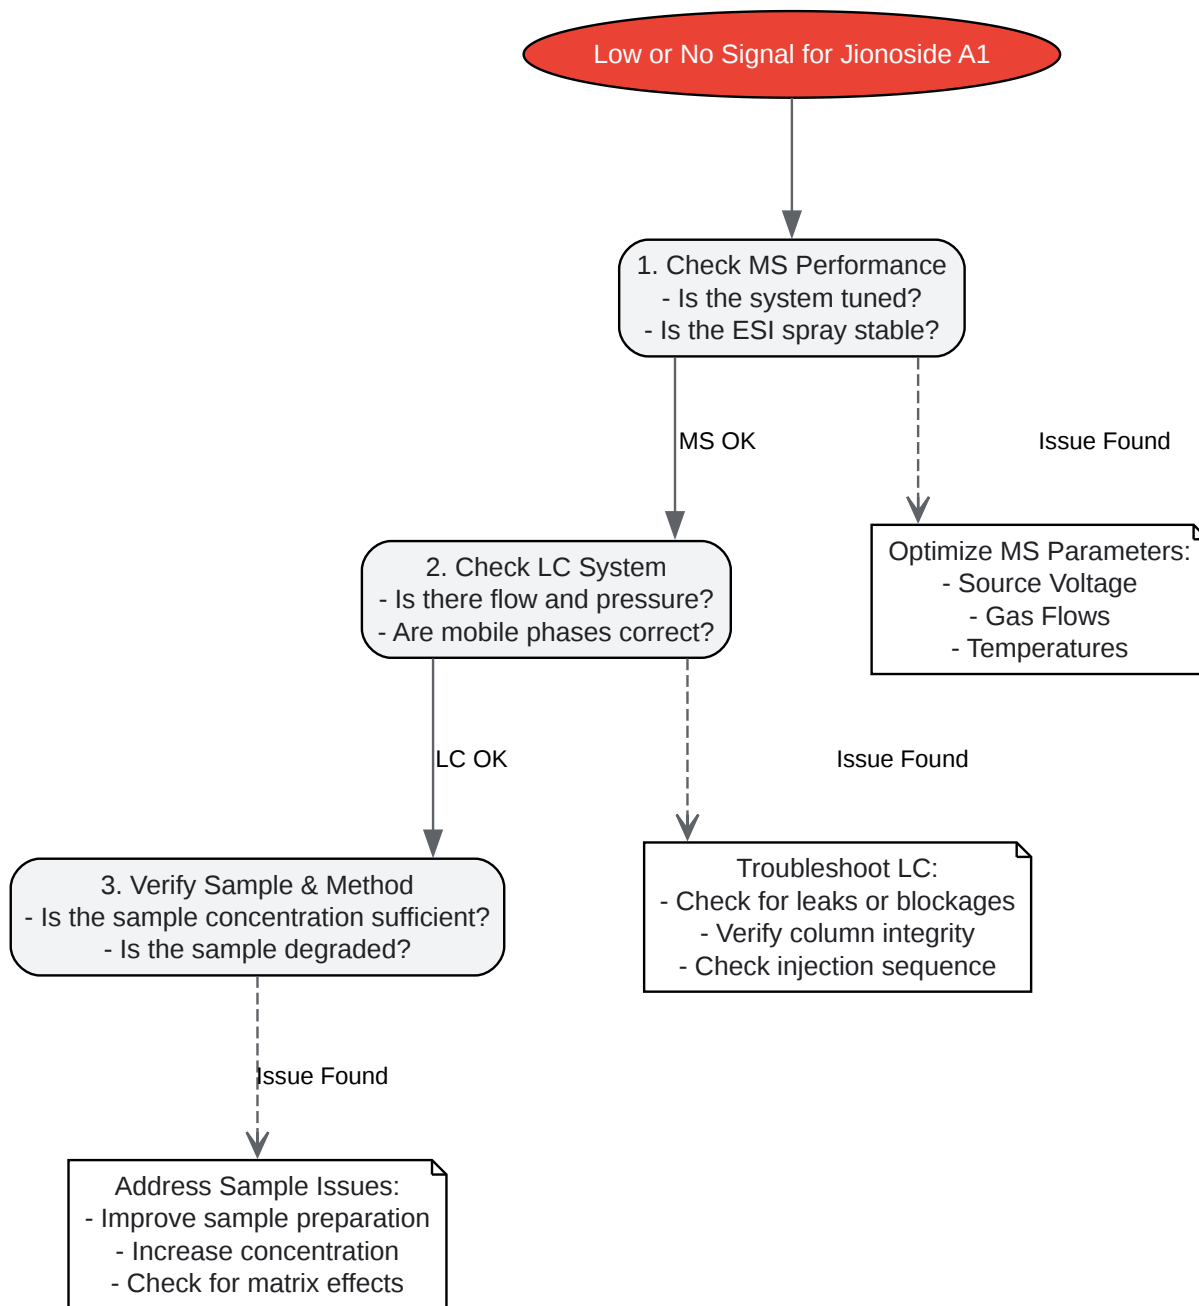 Low or No Signal for Jionoside A1
1. Check MS Performance
- Is the system tuned?
- Is the ESI spray stable?
MS OK
Issue Found
Optimize MS Parameters:
- Source Voltage
- Gas Flows
- Temperatures
2. Check LC System
- Is there flow and pressure?
- Are mobile phases correct?
LC OK
Issue Found
Troubleshoot LC:
- Check for leaks or blockages
- Verify column integrity
- Check injection sequence
3. Verify Sample & Method
- Is the sample concentration sufficient?
- Is the sample degraded?
Issue Found
Address Sample Issues:
- Improve sample preparation
- Increase concentration
- Check for matrix effects